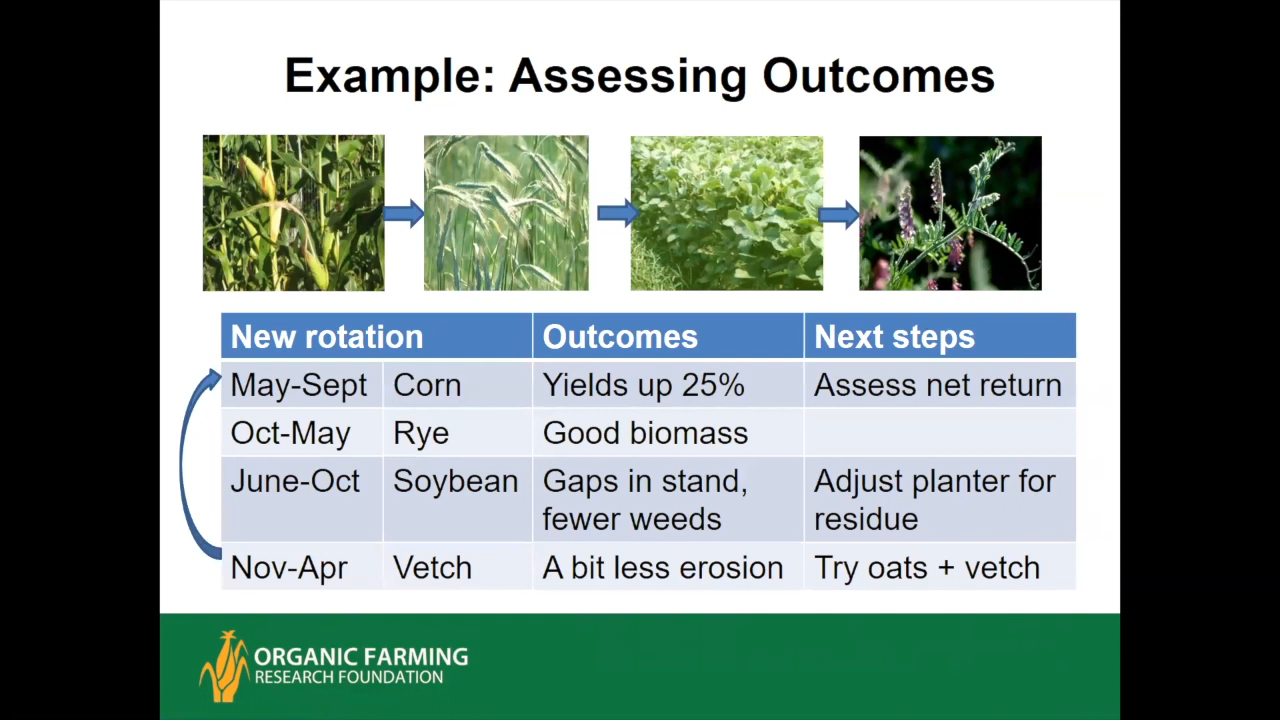 Example: Assessing Outcomes
New rotation Outcomes Next steps
May-Sept Corn Yields up 25% Assess net return
Oct-May Rye Good biomass
June-Oct Soybean Gaps in stand, Adjust planter for
fewer weeds residue
Nov-Apr Vetch A bit less erosion Try oats + vetch
ORGANIC FARMING
RESEARCH FOUNDATION